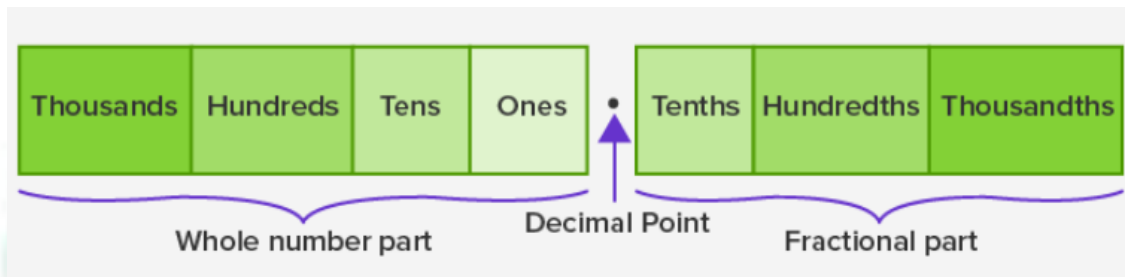 Thousands Hundreds Tens Ones . Tenths Hundredths Thousandths
Decimal Point
Whole number part Fractional part